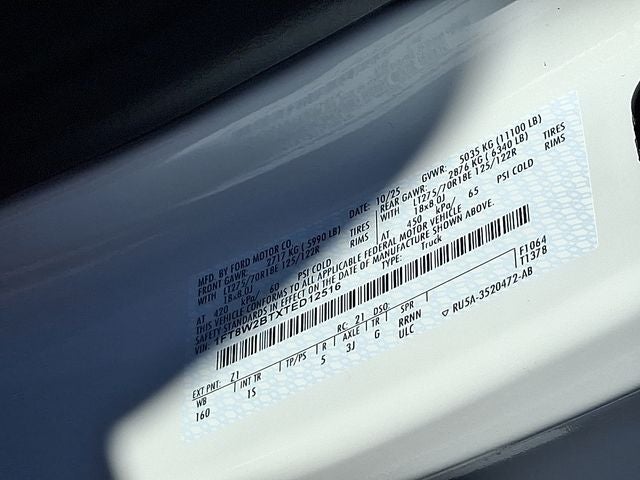 MFD. BY FORD MOTOR CO. DATE: 10/25 GVWR: 5035 KG (11100 LB)
FRONT GAWR: 2717 KG (5990 LB) REAR GAWR: 2876 KG (6340 LB)
WITH LT275/70R18E 125/122R TIRES WITH LT275/70R18E 125/122R TIRES
18x8.0J RIMS 18x8.0J RIMS
AT 420 kPa/ 60 PSI COLD AT 450 kPa/ 65 PSI COLD
THIS VEHICLE CONFORMS TO ALL APPLICABLE FEDERAL MOTOR VEHICLE
SAFETY STANDARDS IN EFFECT ON THE DATE OF MANUFACTURE SHOWN ABOVE.
VIN: 1FT8W2BTXTED12516 TYPE: Truck
F1064
T1378
EXT PNT: Z1 RC: 21 DSO:
WB INT TR TP/PS R AXLE TR SPR
160 1S 5 3J G RRNN
ULC ▽ RU5A-3520472-AB